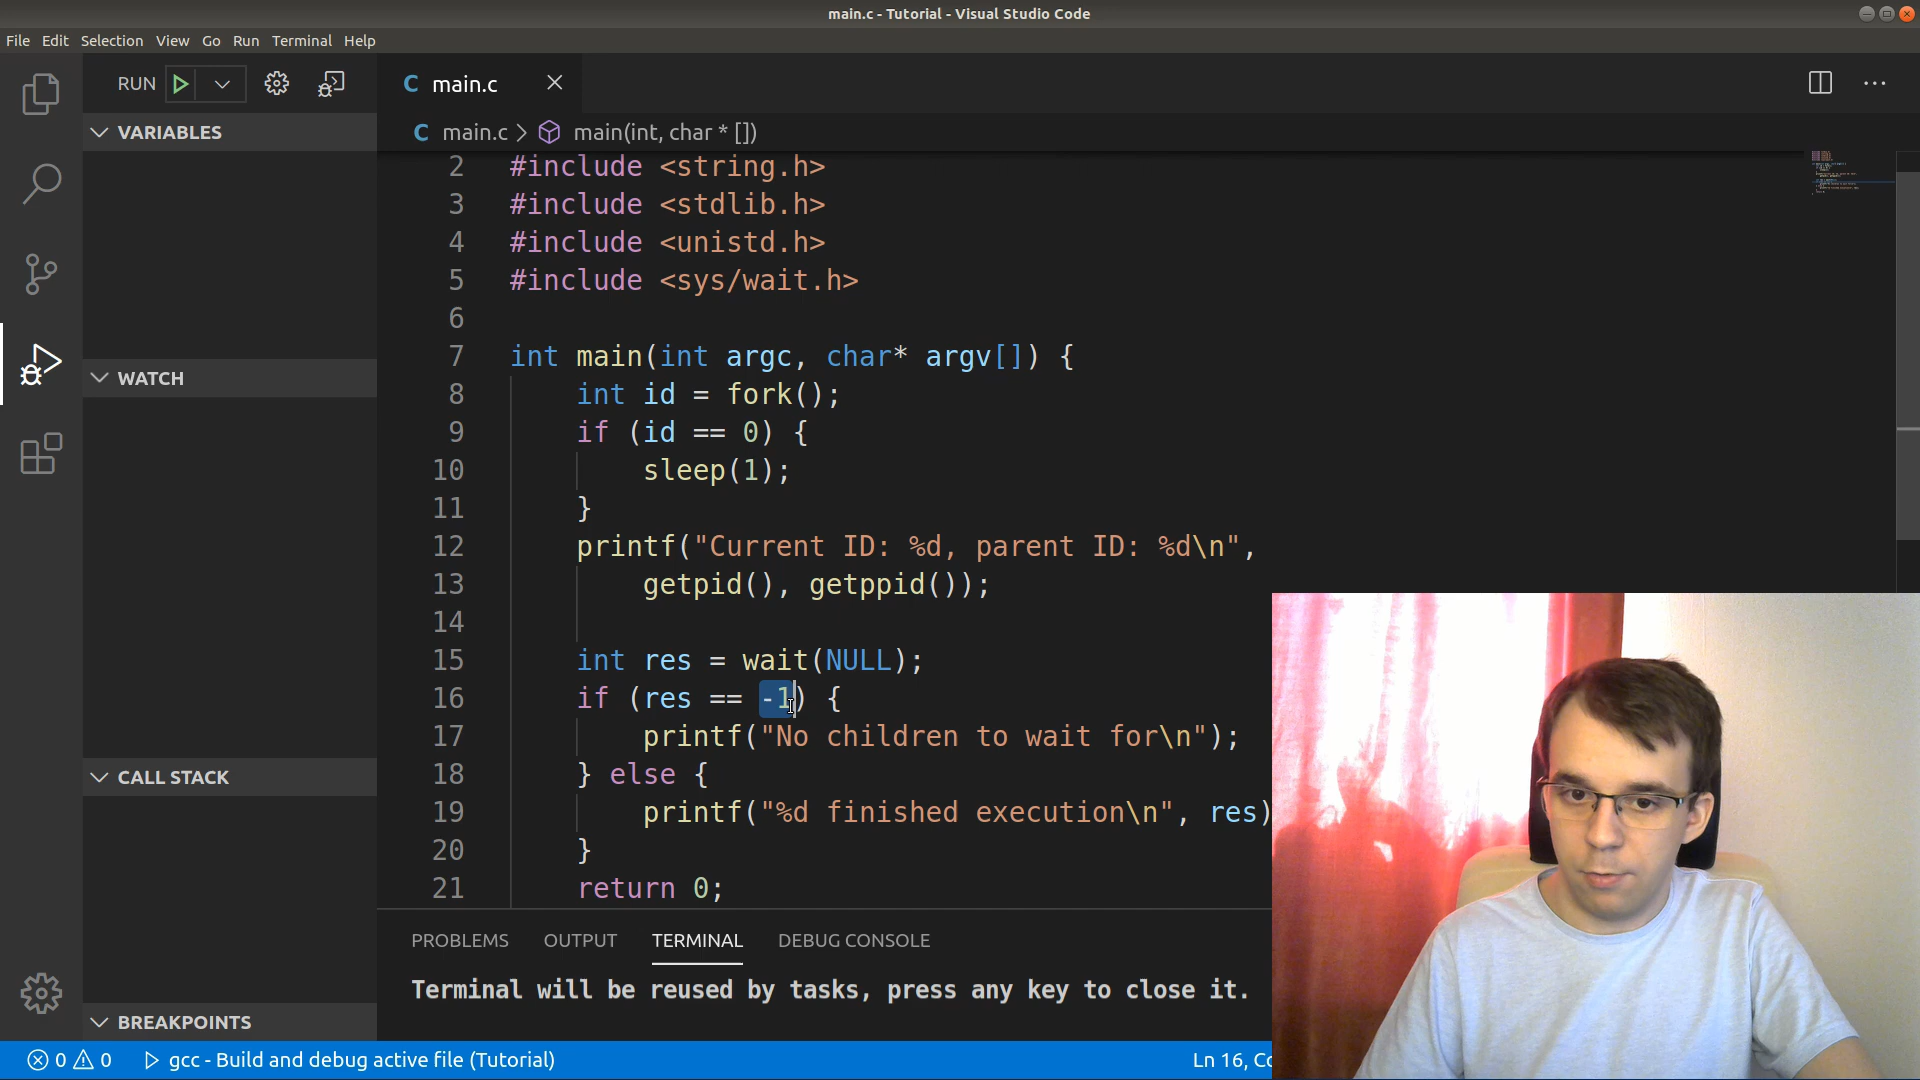 main.c - Tutorial - Visual Studio Code
File Edit Selection View Go Run Terminal Help
RUN
VARIABLES
WATCH
CALL STACK
BREAKPOINTS
C main.c
C main.c > main(int, char * [])
2 #include <string.h>
3 #include <stdlib.h>
4 #include <unistd.h>
5 #include <sys/wait.h>
6
7 int main(int argc, char* argv[]) {
8 int id = fork();
9 if (id == 0) {
10 sleep(1);
11 }
12 printf("Current ID: %d, parent ID: %d\n",
13 getpid(), getppid());
14
15 int res = wait(NULL);
16 if (res == -1) {
17 printf("No children to wait for\n");
18 } else {
19 printf("%d finished execution\n", res)
20 }
21 return 0;
PROBLEMS OUTPUT TERMINAL DEBUG CONSOLE
Terminal will be reused by tasks, press any key to close it.
0 0 gcc - Build and debug active file (Tutorial) Ln 16,